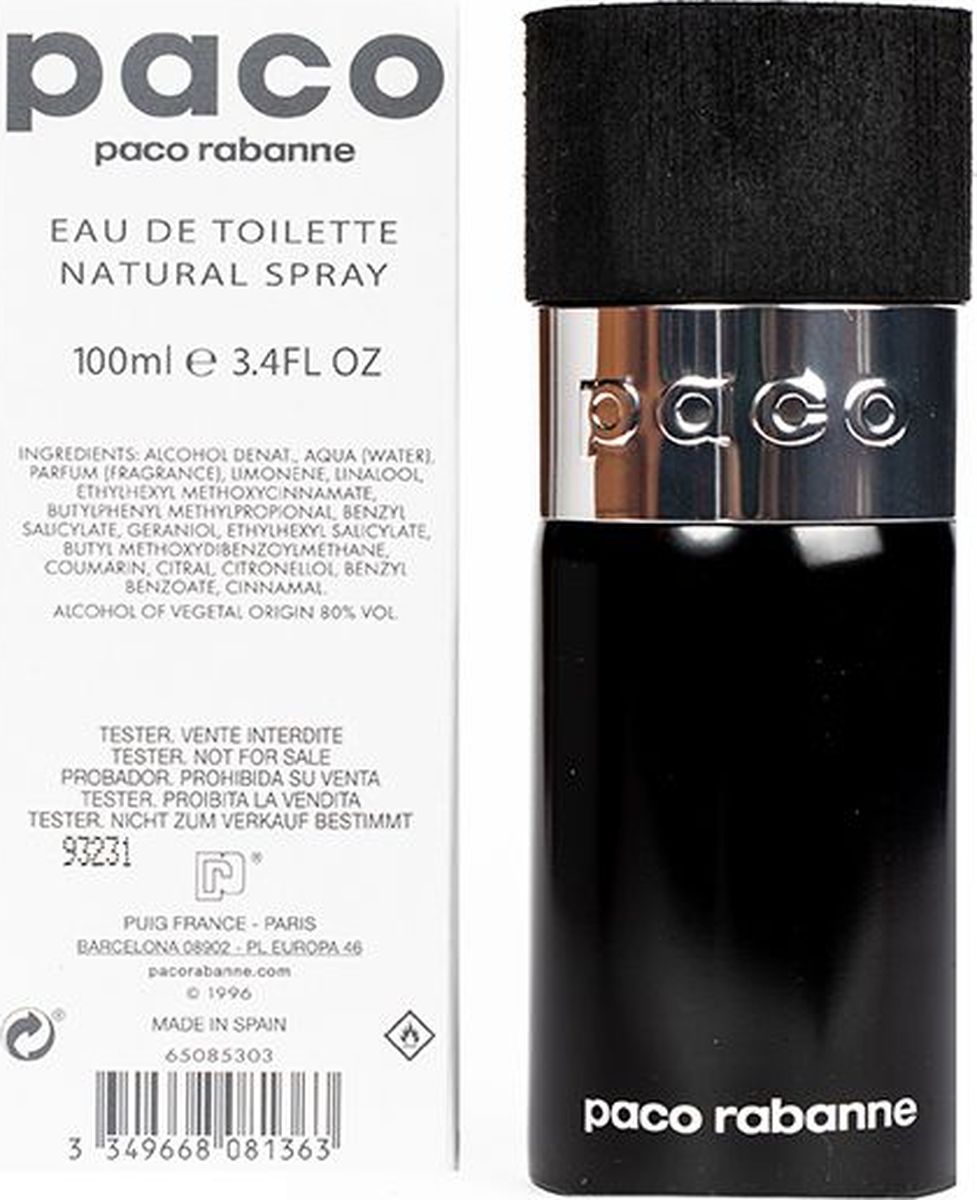 paco
paco rabanne
EAU DE TOILETTE
NATURAL SPRAY
100ml ℮ 3.4FL OZ
INGREDIENTS: ALCOHOL DENAT., AQUA (WATER),
PARFUM (FRAGRANCE), LIMONENE, LINALOOL,
ETHYLHEXYL METHOXYCINNAMATE,
BUTYLPHENYL METHYLPROPIONAL, BENZYL
SALICYLATE, GERANIOL, ETHYLHEXYL SALICYLATE,
BUTYL METHOXYDIBENZOYLMETHANE,
COUMARIN, CITRAL, CITRONELLOL, BENZYL
BENZOATE, CINNAMAL.
ALCOHOL OF VEGETAL ORIGIN 80% VOL.
TESTER. VENTE INTERDITE
TESTER. NOT FOR SALE
PROBADOR. PROHIBIDA SU VENTA
TESTER. PROIBITA LA VENDITA
TESTER. NICHT ZUM VERKAUF BESTIMMT
93231
®
PUIG FRANCE - PARIS
BARCELONA 08902 - PL. EUROPA 46
pacorabanne.com
© 1996
®
MADE IN SPAIN
65085303
3 349668 081363
paco
paco rabanne